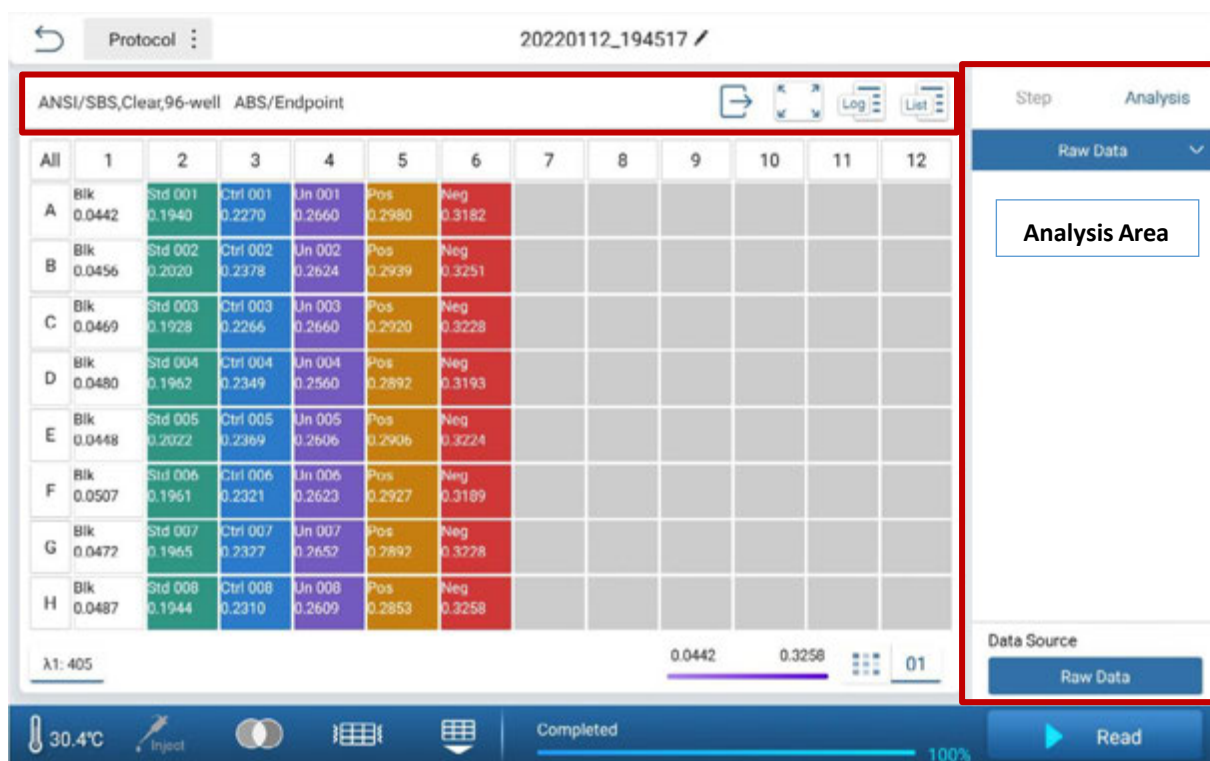 Protocol
20220112_194517
ANSI/SBS,Clear,96-well ABS/Endpoint
Log
List
Step Analysis
Raw Data
Analysis Area
All 1 2 3 4 5 6 7 8 9 10 11 12
Blk Std 001 Ctrl 001 Un 001 Pos Neg
A 0.0442 0.1940 0.2270 0.2660 0.2980 0.3182
Blk Std 002 Ctrl 002 Un 002 Pos Neg
B 0.0456 0.2020 0.2378 0.2624 0.2939 0.3251
Blk Std 003 Ctrl 003 Un 003 Pos Neg
C 0.0469 0.1928 0.2266 0.2660 0.2920 0.3228
Blk Std 004 Ctrl 004 Un 004 Pos Neg
D 0.0480 0.1962 0.2349 0.2560 0.2892 0.3193
Blk Std 005 Ctrl 005 Un 005 Pos Neg
E 0.0448 0.2022 0.2369 0.2606 0.2906 0.3224
Blk Std 006 Ctrl 006 Un 006 Pos Neg
F 0.0507 0.1961 0.2321 0.2623 0.2927 0.3189
Blk Std 007 Ctrl 007 Un 007 Pos Neg
G 0.0472 0.1965 0.2327 0.2652 0.2892 0.3228
Blk Std 008 Ctrl 008 Un 008 Pos Neg
H 0.0487 0.1944 0.2310 0.2609 0.2853 0.3258
λ1: 405
0.0442 0.3258
01
Data Source
Raw Data
30.4℃
Inject
Completed
100%
Read